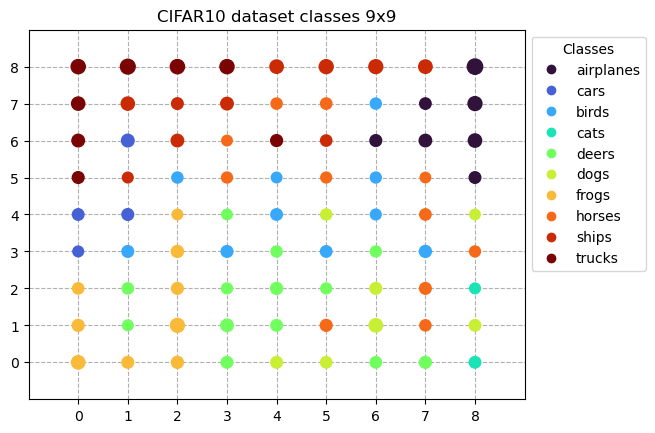 CIFAR10 dataset classes 9x9
8
7
6
5
4
3
2
1
0
0 1 2 3 4 5 6 7 8
Classes
airplanes
cars
birds
cats
deers
dogs
frogs
horses
ships
trucks